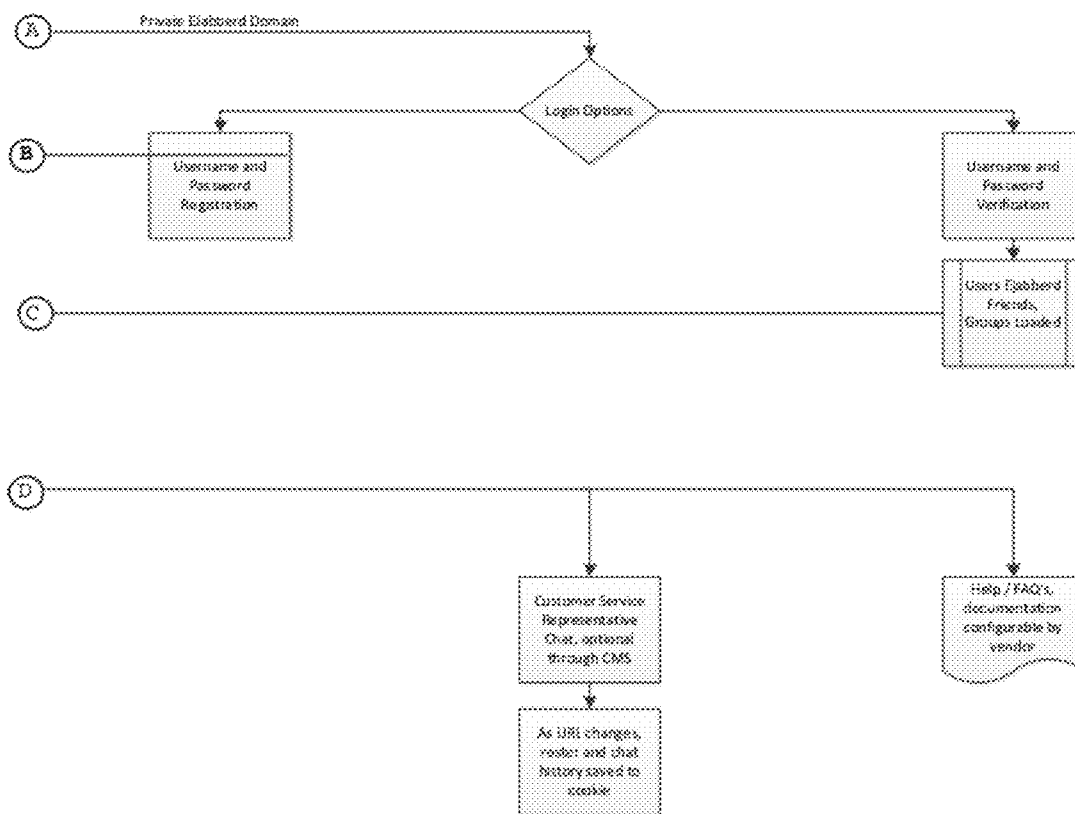 A
Private Ejabberd Domain
Login Options
B
Username and
Password
Registration
Username and
Password
Verification
C
Users Ejabberd
Friends,
Groups Loaded
D
Customer Service
Representative
Chat, optional
through CMS
Help / FAQ's,
documentation
configurable by
vendor
As URL changes,
roster and chat
history saved to
cookie